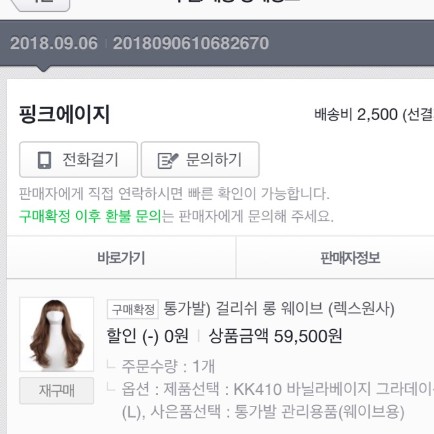 2018.09.06 2018090610682670
핑크에이지
배송비 2,500 (선결
전화걸기 문의하기
판매자에게 직접 연락하시면 빠른 확인이 가능합니다.
구매확정 이후 환불 문의는 판매자에게 문의해 주세요.
바로가기 판매자정보
구매확정 통가발) 걸리쉬 롱 웨이브 (렉스원사)
할인 (-) 0원 상품금액 59,500원
주문수량 : 1개
재구매
옵션 : 제품선택 : KK410 바닐라베이지 그라데이
(L), 사은품선택 : 통가발 관리용품(웨이브용)